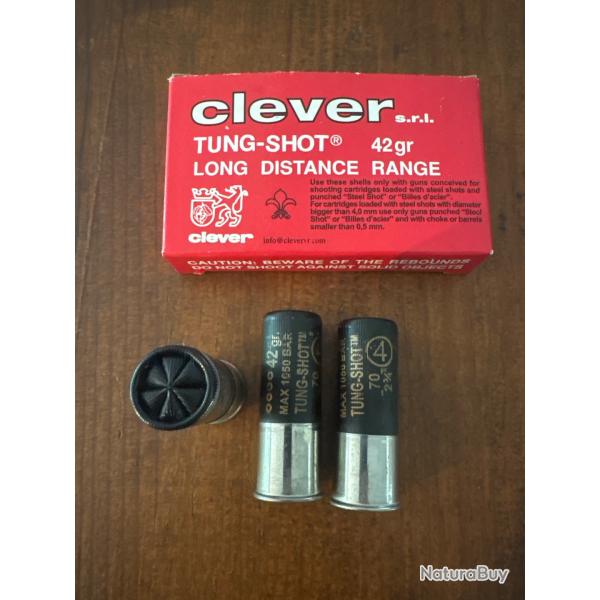 clever s.r.l.
TUNG-SHOT® 42gr
LONG DISTANCE RANGE
Use these shells only with guns conceived for
shooting cartridges loaded with steel shots and
punched "Steel Shot" or "Billes d'acier".
For cartridges loaded with steel shots with diameter
bigger than 4,0 mm use only guns punched "Steel
Shot" or "Billes d'acier" and with choke or barrels
smaller than 0,5 mm.
clever
info@clevervr.com
CAUTION: BEWARE OF THE REBOUNDS
DO NOT SHOOT AGAINST SOLID OBJECTS
42 gr.
MAX 1050 BAR
TUNG-SHOT™
70
MAX 1050 BAR
TUNG-SHOT™
70
2¾"
4
NaturaBuy